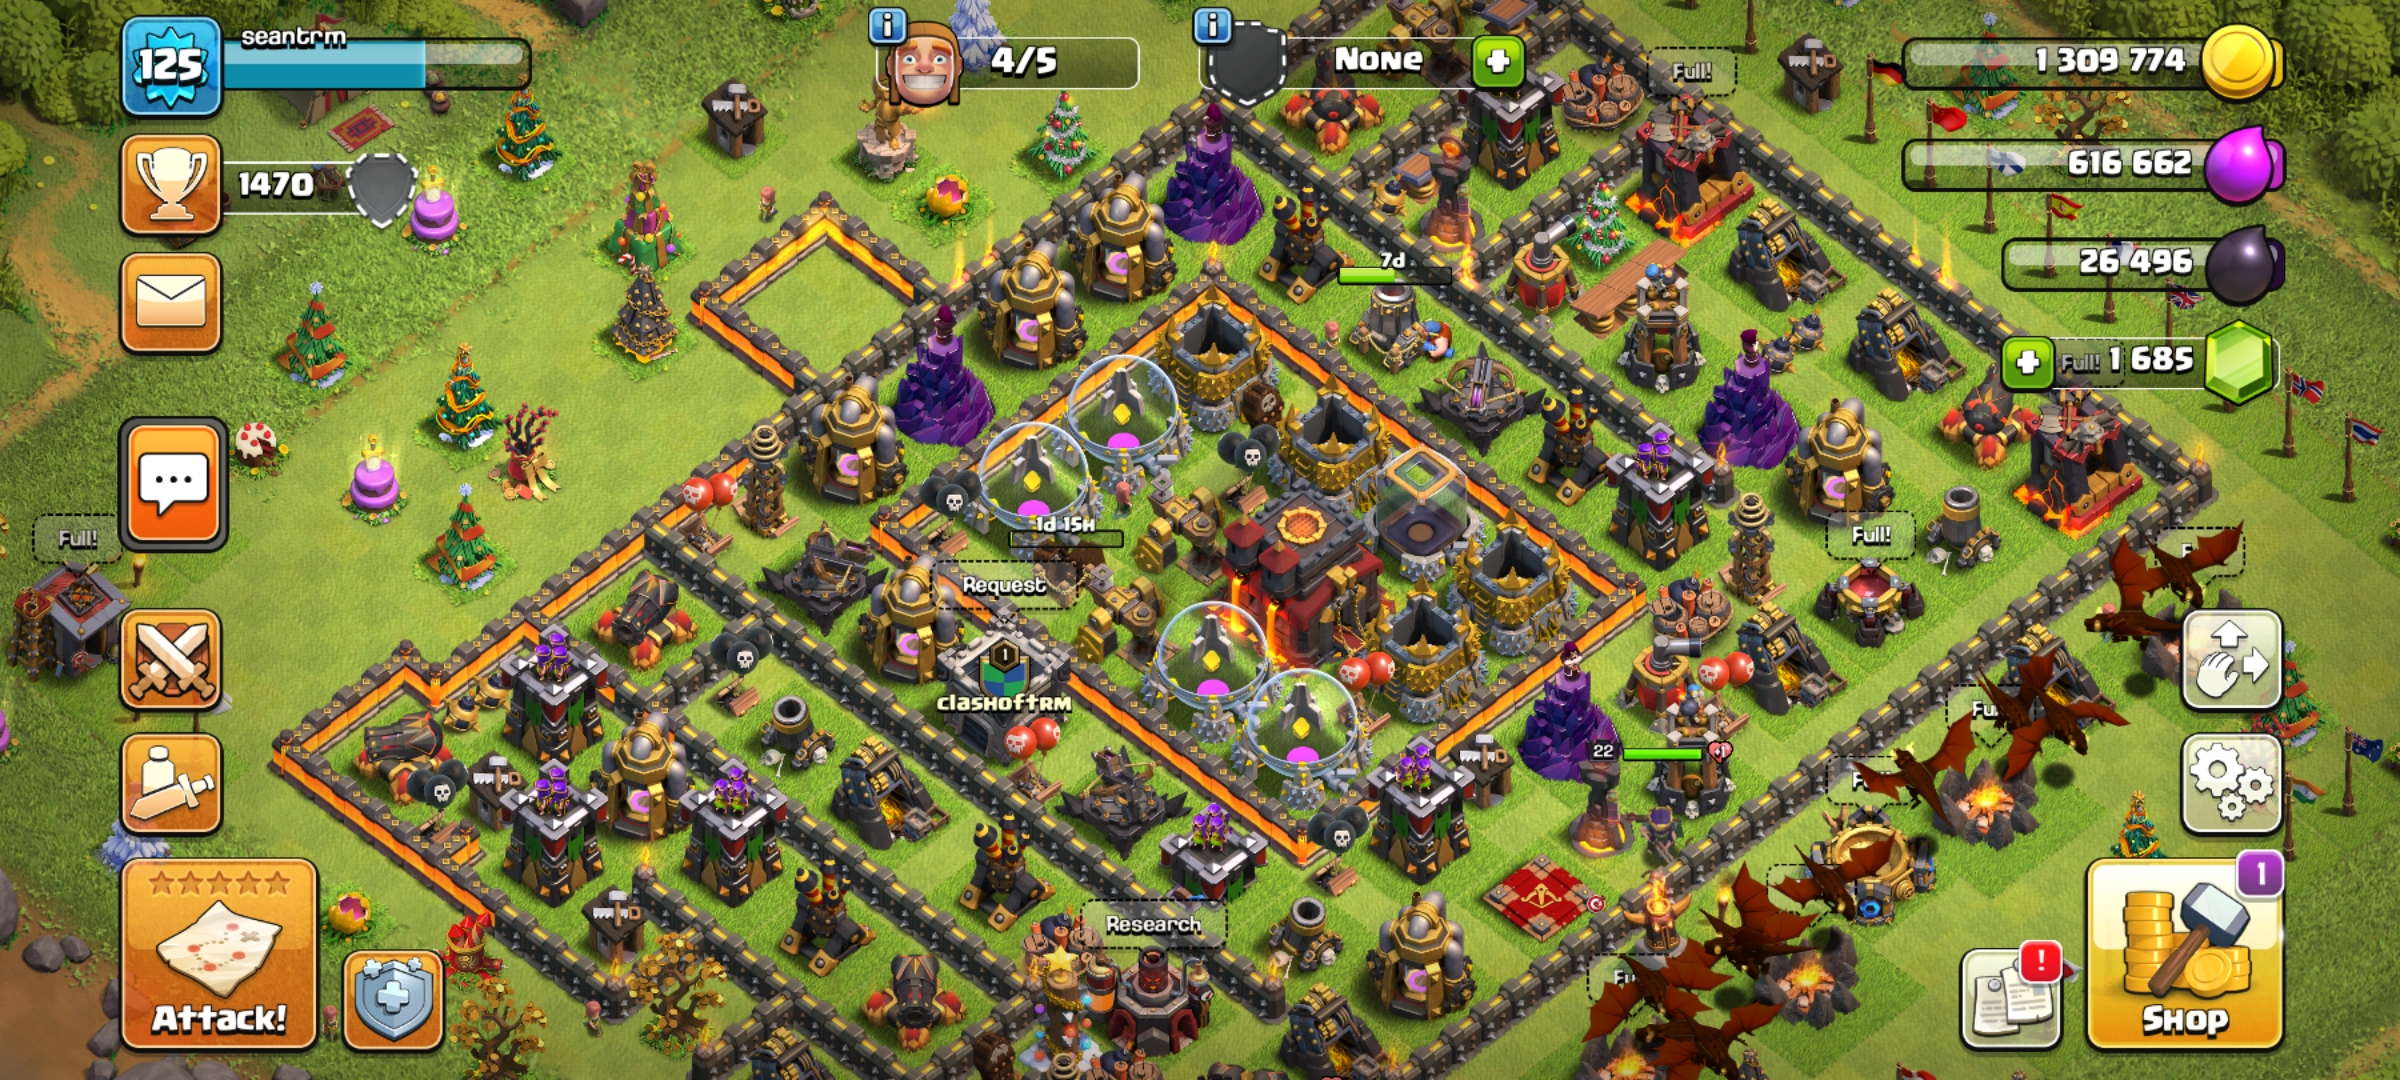 seantrm
125
4/5
None
1 309 774
Full!
1470
616 662
7d
26 496
Full! 1 685
Full!
Full!
1d 15H
Request
1
clashoftrm
22
Research
1
Attack!
Shop
!